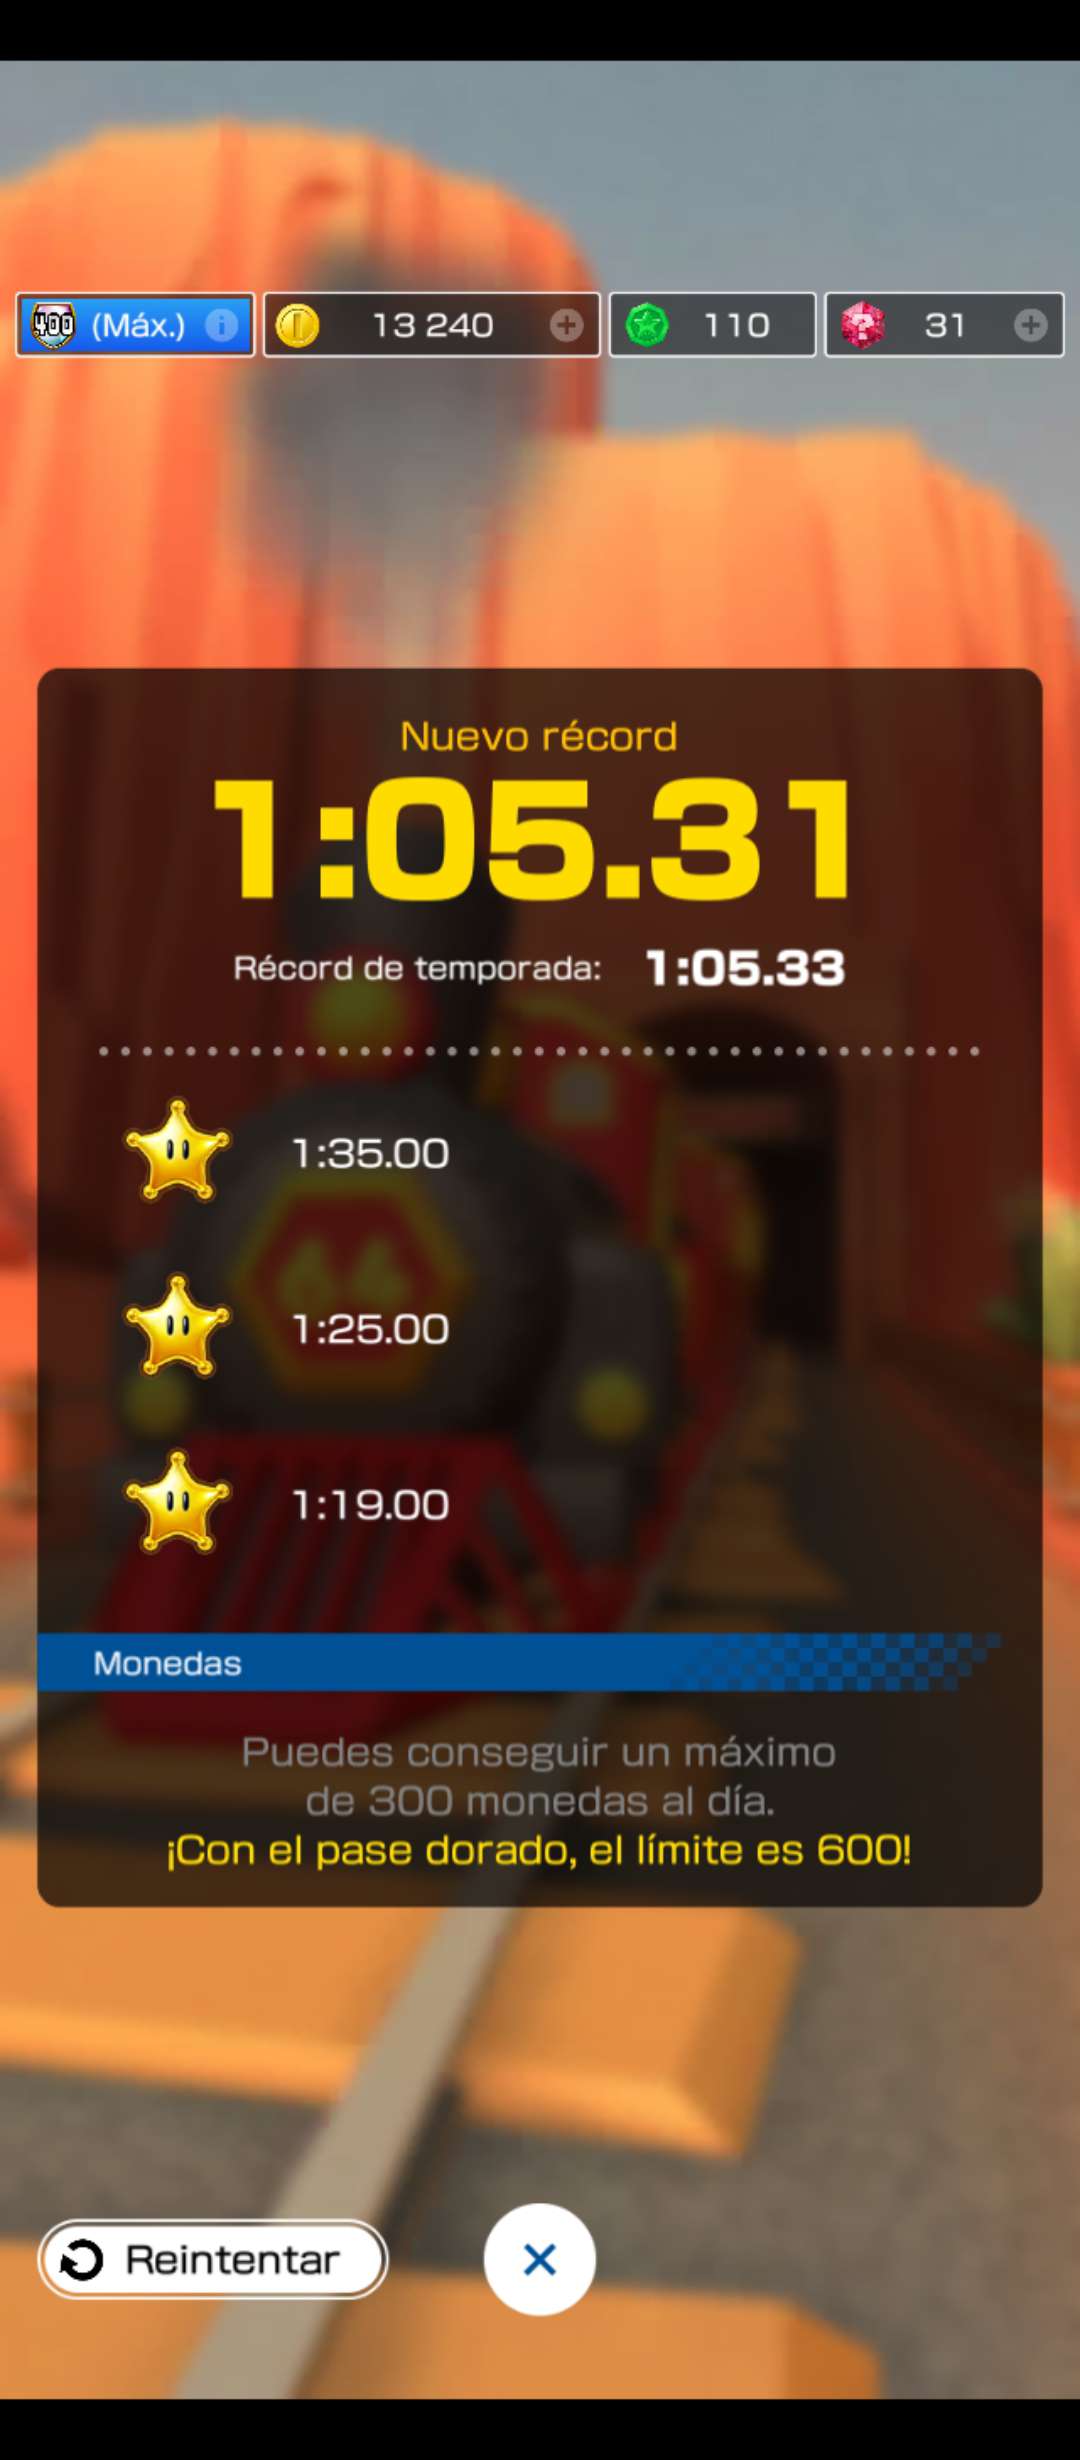 400 (Máx.) i 13 240 + 110 ? 31 +
Nuevo récord
1:05.31
Récord de temporada: 1:05.33
1:35.00
1:25.00
1:19.00
64
Monedas
Puedes conseguir un máximo
de 300 monedas al día.
¡Con el pase dorado, el límite es 600!
Reintentar ×